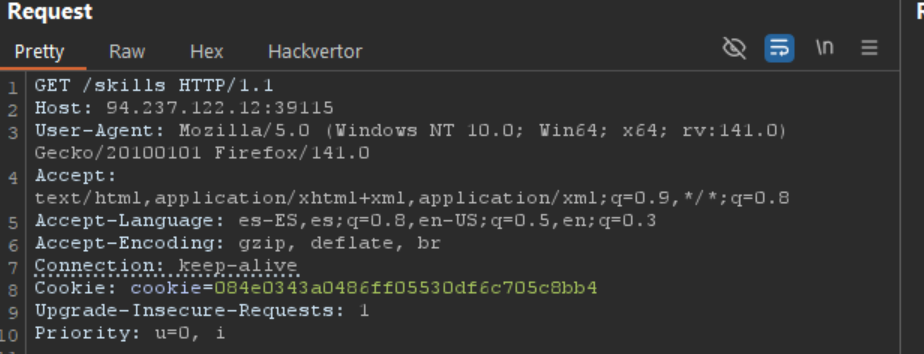 Request
Pretty Raw Hex Hackvertor \n
1 GET /skills HTTP/1.1
2 Host: 94.237.122.12:39115
3 User-Agent: Mozilla/5.0 (Windows NT 10.0; Win64; x64; rv:141.0)
Gecko/20100101 Firefox/141.0
4 Accept:
text/html,application/xhtml+xml,application/xml;q=0.9,*/*;q=0.8
5 Accept-Language: es-ES,es;q=0.8,en-US;q=0.5,en;q=0.3
6 Accept-Encoding: gzip, deflate, br
7 Connection: keep-alive
8 Cookie: cookie=084e0343a0486ff05530df6c705c8bb4
9 Upgrade-Insecure-Requests: 1
10 Priority: u=0, i